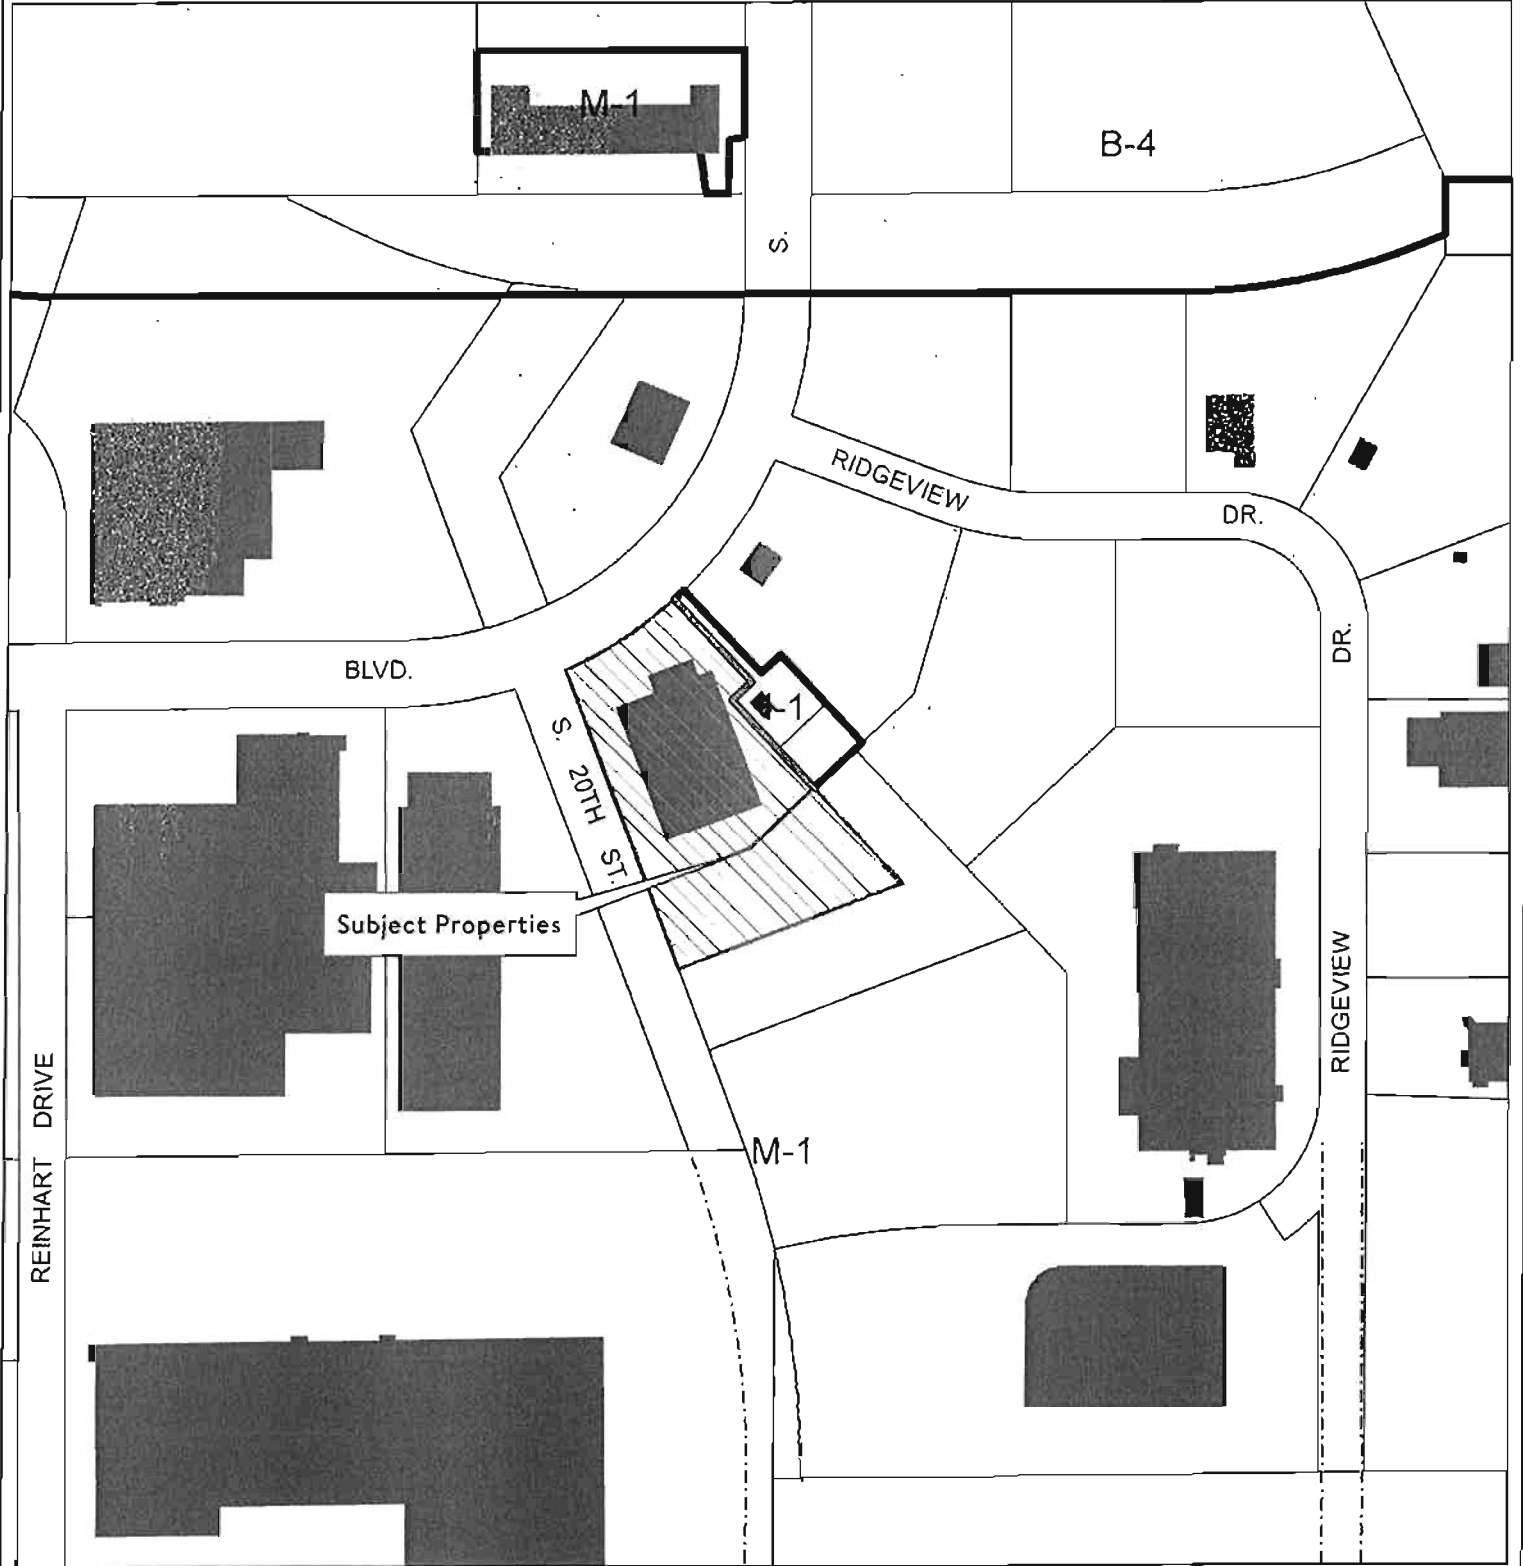 M-1
B-4
S.
RIDGEVIEW
DR.
BLVD.
DR.
S. 20TH ST.
Subject Properties
RIDGEVIEW
REINHART DRIVE
M-1